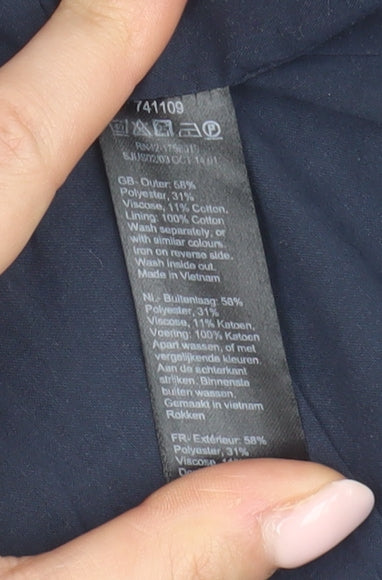 741109
GB- Outer: 58%
Polyester, 31%
Viscose, 11% Cotton.
Lining: 100% Cotton
Wash separately, or
with similar colours.
Iron on reverse side.
Wash inside out.
Made in Vietnam
NL- Buitenlaag: 58%
Polyester, 31%
Viscose, 11% Katoen,
Voering: 100% Katoen
Apart wassen, of met
vergelijkende kleuren.
Aan de achterkant
strijken. Binnenste
buiten wassen.
Gemaakt in vietnam
Rokken
FR- Extérieur: 58%
Polyester, 31%
Viscose,